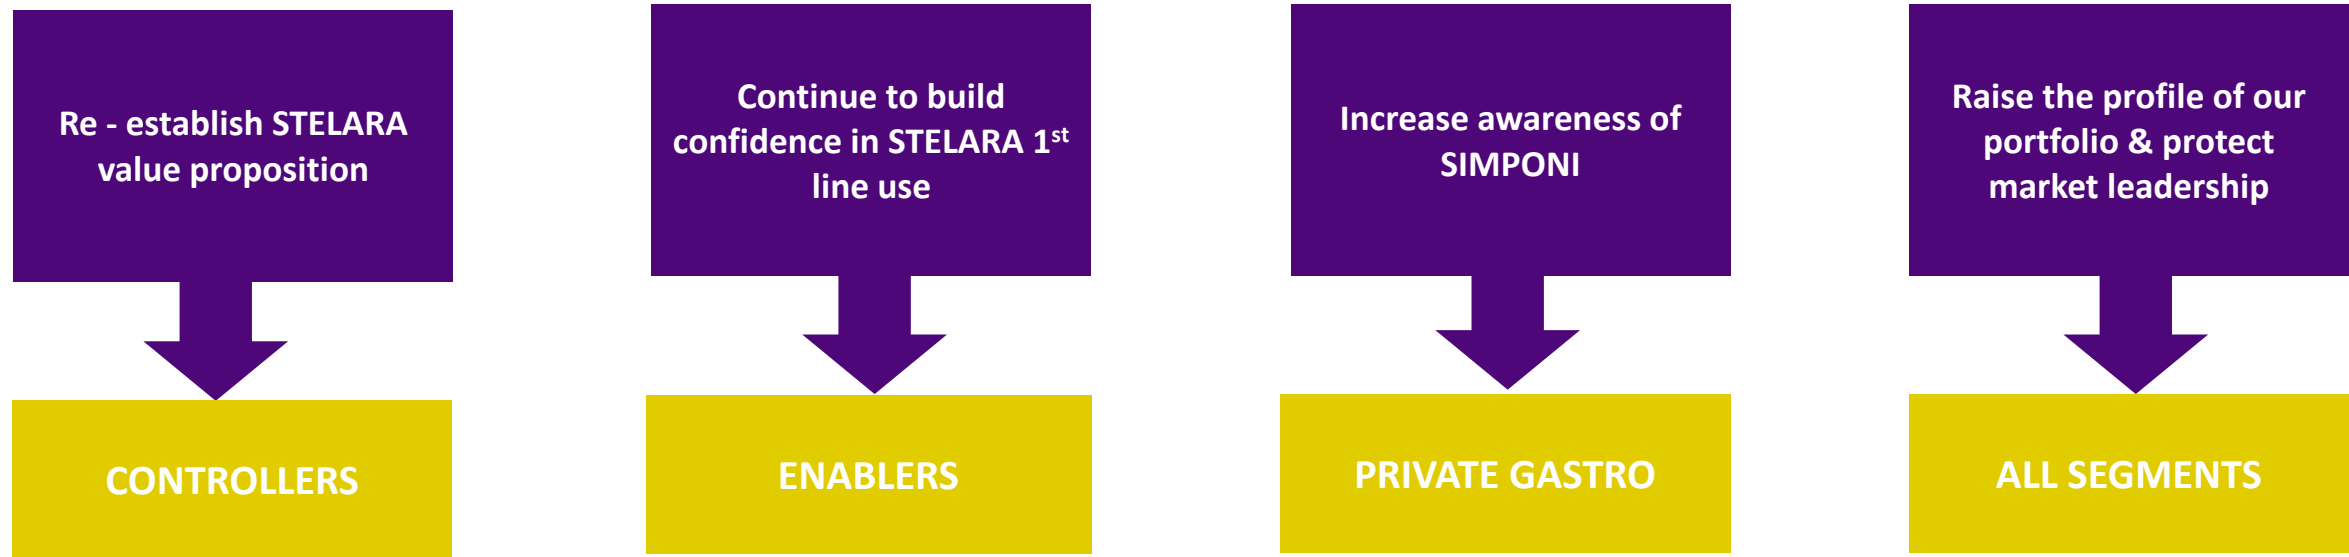 Re - establish STELARA
value proposition
Continue to build
confidence in STELARA 1st
line use
Increase awareness of
SIMPONI
Raise the profile of our
portfolio & protect
market leadership
CONTROLLERS
ENABLERS
PRIVATE GASTRO
ALL SEGMENTS